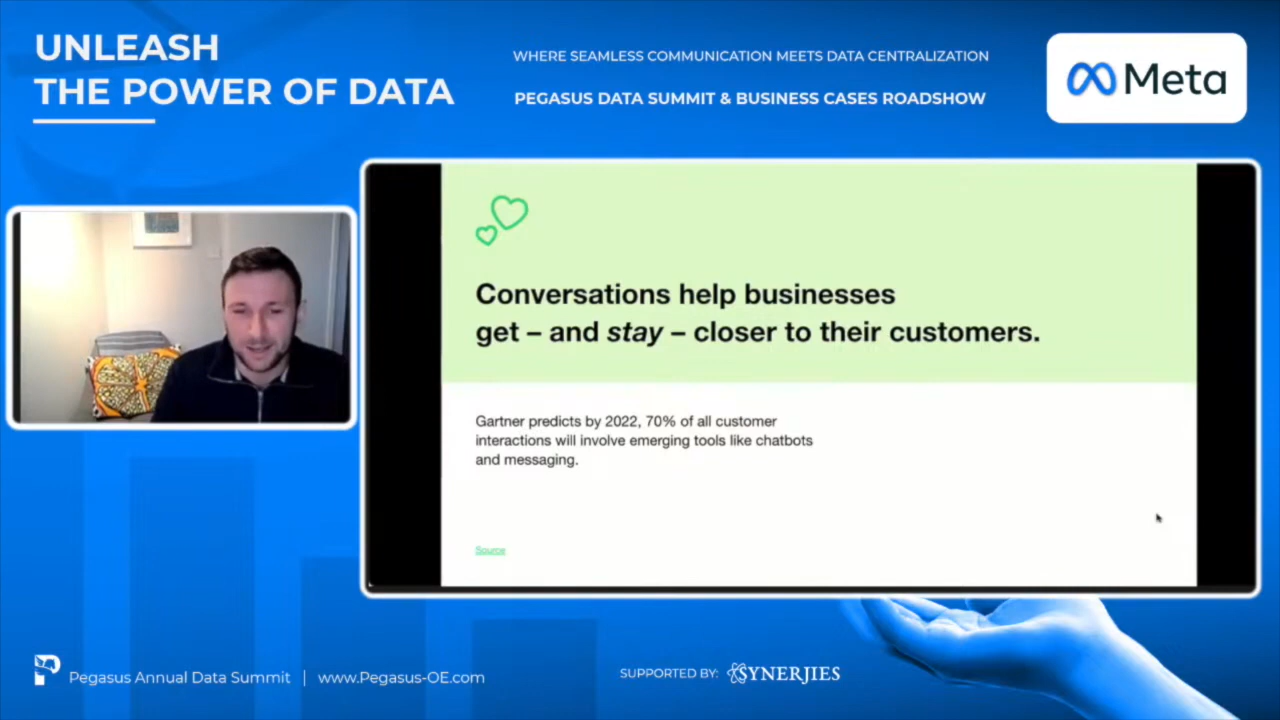 UNLEASH
THE POWER OF DATA
WHERE SEAMLESS COMMUNICATION MEETS DATA CENTRALIZATION
PEGASUS DATA SUMMIT & BUSINESS CASES ROADSHOW
Meta
Conversations help businesses
get – and stay – closer to their customers.
Gartner predicts by 2022, 70% of all customer
interactions will involve emerging tools like chatbots
and messaging.
Source
Pegasus Annual Data Summit | www.Pegasus-OE.com
SUPPORTED BY: SYNERJIES